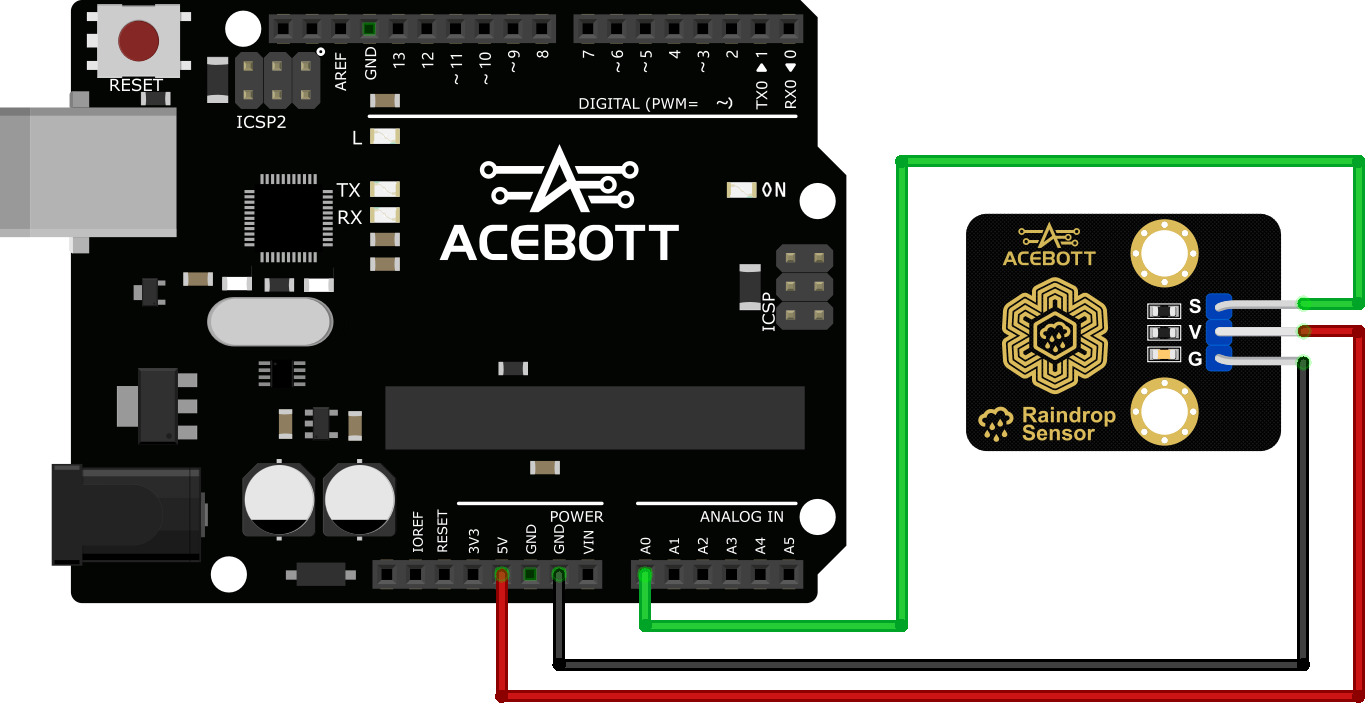 RESET
ICSP2
AREF
GND
13
12
~11
~10
~9
8
7
~6
~5
4
~3
2
TX0▶1
RX0◀0
DIGITAL (PWM= ~)
L
TX
RX
ON
ACEBOTT
ICSP
IOREF
RESET
3V3
5V
GND
GND
VIN
POWER
ANALOG IN
A0
A1
A2
A3
A4
A5
ACEBOTT
S
V
G
Raindrop
Sensor